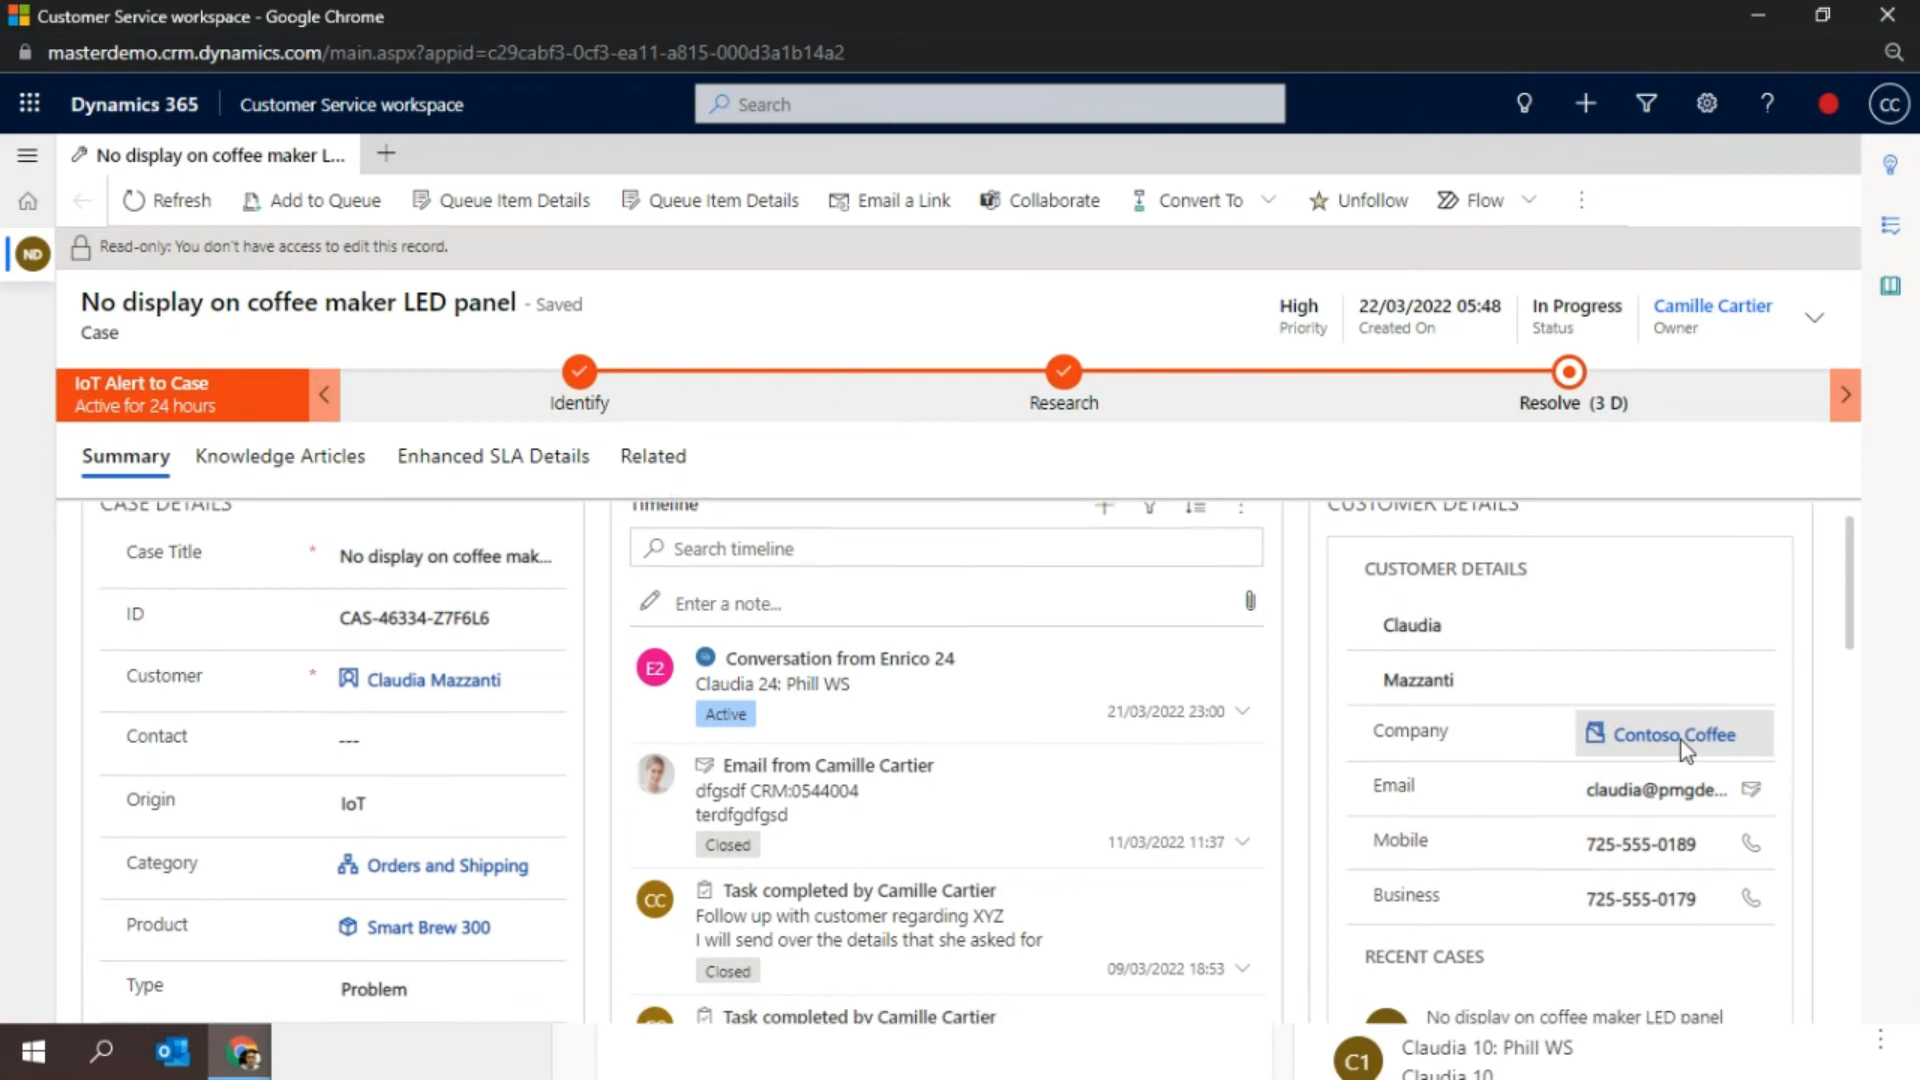 Customer Service workspace - Google Chrome
masterdemo.crm.dynamics.com/main.aspx?appid=c29cabf3-0cf3-ea11-a815-000d3a1b14a2
Dynamics 365
Customer Service workspace
Search
CC
No display on coffee maker L...
Refresh
Add to Queue
Queue Item Details
Queue Item Details
Email a Link
Collaborate
Convert To
Unfollow
Flow
ND
Read-only: You don't have access to edit this record.
No display on coffee maker LED panel - Saved
Case
High
Priority
22/03/2022 05:48
Created On
In Progress
Status
Camille Cartier
Owner
IoT Alert to Case
Active for 24 hours
Identify
Research
Resolve (3 D)
Summary
Knowledge Articles
Enhanced SLA Details
Related
CASE DETAILS
Case Title * No display on coffee mak...
ID CAS-46334-Z7F6L6
Customer * Claudia Mazzanti
Contact ---
Origin IoT
Category Orders and Shipping
Product Smart Brew 300
Type Problem
Timeline
Search timeline
Enter a note...
E2
Conversation from Enrico 24
Claudia 24: Phill WS
Active
21/03/2022 23:00
Email from Camille Cartier
dfgsdf CRM:0544004
terdfgdfgsd
Closed
11/03/2022 11:37
CC
Task completed by Camille Cartier
Follow up with customer regarding XYZ
I will send over the details that she asked for
Closed
09/03/2022 18:53
Task completed by Camille Cartier
CUSTOMER DETAILS
CUSTOMER DETAILS
Claudia
Mazzanti
Company Contoso Coffee
Email claudia@pmgde...
Mobile 725-555-0189
Business 725-555-0179
RECENT CASES
No display on coffee maker LED panel
C1
Claudia 10: Phill WS
Claudia 10